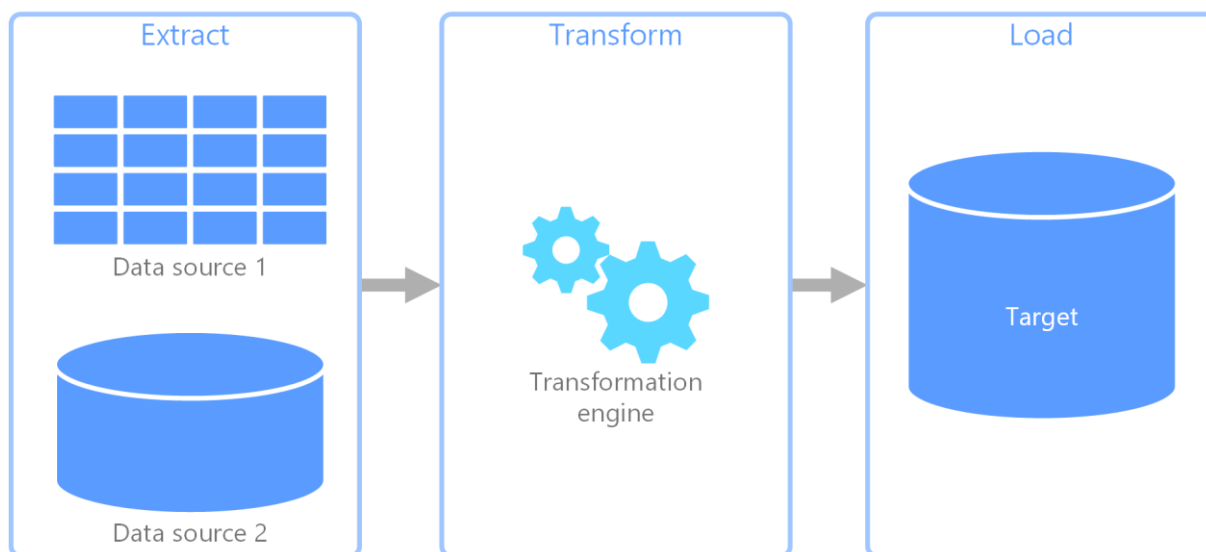 Extract
Data source 1
Data source 2
Transform
Transformation
engine
Load
Target